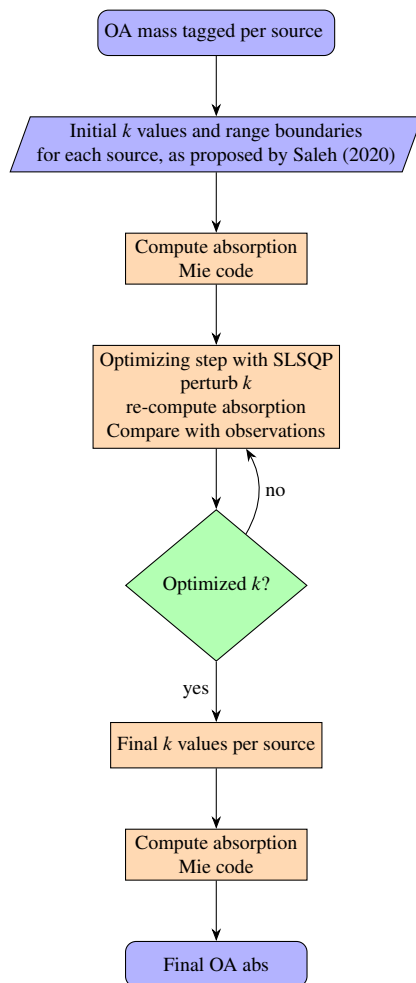 OA mass tagged per source
Initial k values and range boundaries
for each source, as proposed by Saleh (2020)
Compute absorption
Mie code
Optimizing step with SLSQP
perturb k
re-compute absorption
Compare with observations
no
Optimized k?
yes
Final k values per source
Compute absorption
Mie code
Final OA abs